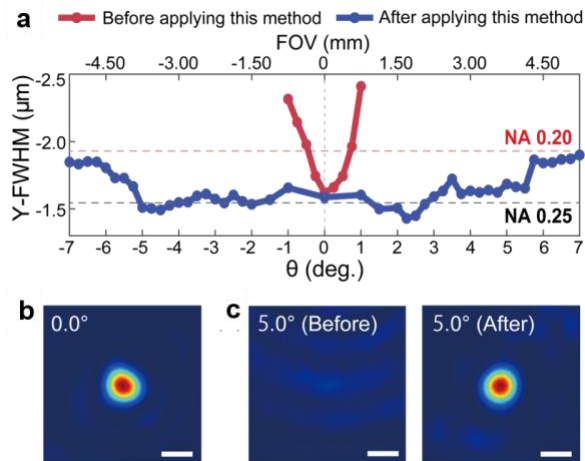 a
Before applying this method
After applying this method
FOV (mm)
-4.50 -3.00 -1.50 0 1.50 3.00 4.50
Y-FWHM (μm)
-2.5
-2.0
-1.5
NA 0.20
NA 0.25
-7 -6 -5 -4 -3 -2 -1 0 1 2 3 4 5 6 7
θ (deg.)
b
0.0°
c
5.0° (Before)
5.0° (After)